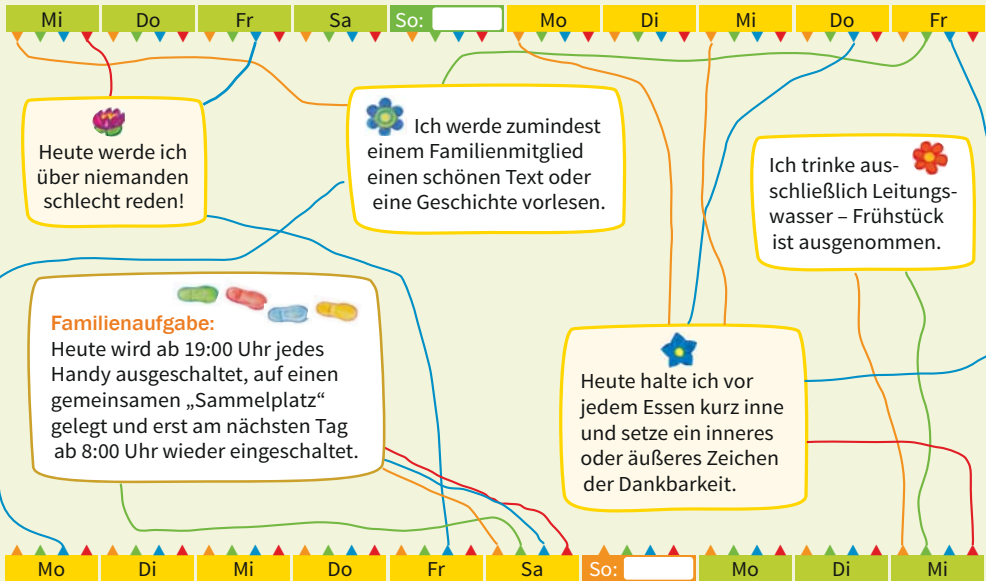 Mi Do Fr Sa So: Mo Di Mi Do Fr
Heute werde ich
über niemanden
schlecht reden!
Ich werde zumindest
einem Familienmitglied
einen schönen Text oder
eine Geschichte vorlesen.
Ich trinke aus-
schließlich Leitungs-
wasser – Frühstück
ist ausgenommen.
Familienaufgabe:
Heute wird ab 19:00 Uhr jedes
Handy ausgeschaltet, auf einen
gemeinsamen „Sammelplatz“
gelegt und erst am nächsten Tag
ab 8:00 Uhr wieder eingeschaltet.
Heute halte ich vor
jedem Essen kurz inne
und setze ein inneres
oder äußeres Zeichen
der Dankbarkeit.
Mo Di Mi Do Fr Sa So: Mo Di Mi